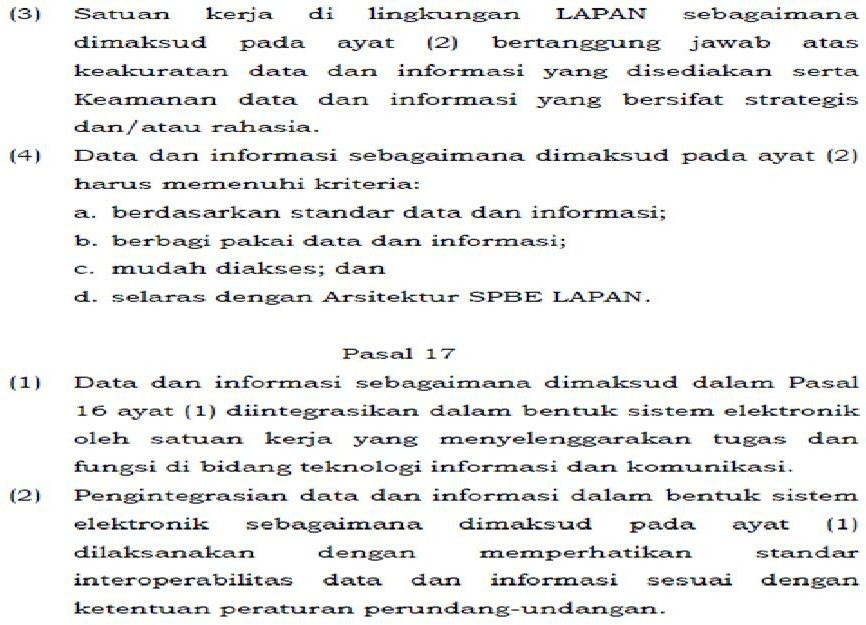 (3) Satuan kerja di lingkungan LAPAN sebagaimana
dimaksud pada ayat (2) bertanggung jawab atas
keakuratan data dan informasi yang disediakan serta
Keamanan data dan informasi yang bersifat strategis
dan/atau rahasia.
(4) Data dan informasi sebagaimana dimaksud pada ayat (2)
harus memenuhi kriteria:
a. berdasarkan standar data dan informasi;
b. berbagi pakai data dan informasi;
c. mudah diakses; dan
d. selaras dengan Arsitektur SPBE LAPAN.
Pasal 17
(1) Data dan informasi sebagaimana dimaksud dalam Pasal
16 ayat (1) diintegrasikan dalam bentuk sistem elektronik
oleh satuan kerja yang menyelenggarakan tugas dan
fungsi di bidang teknologi informasi dan komunikasi.
(2) Pengintegrasian data dan informasi dalam bentuk sistem
elektronik sebagaimana dimaksud pada ayat (1)
dilaksanakan dengan memperhatikan standar
interoperabilitas data dan informasi sesuai dengan
ketentuan peraturan perundang-undangan.